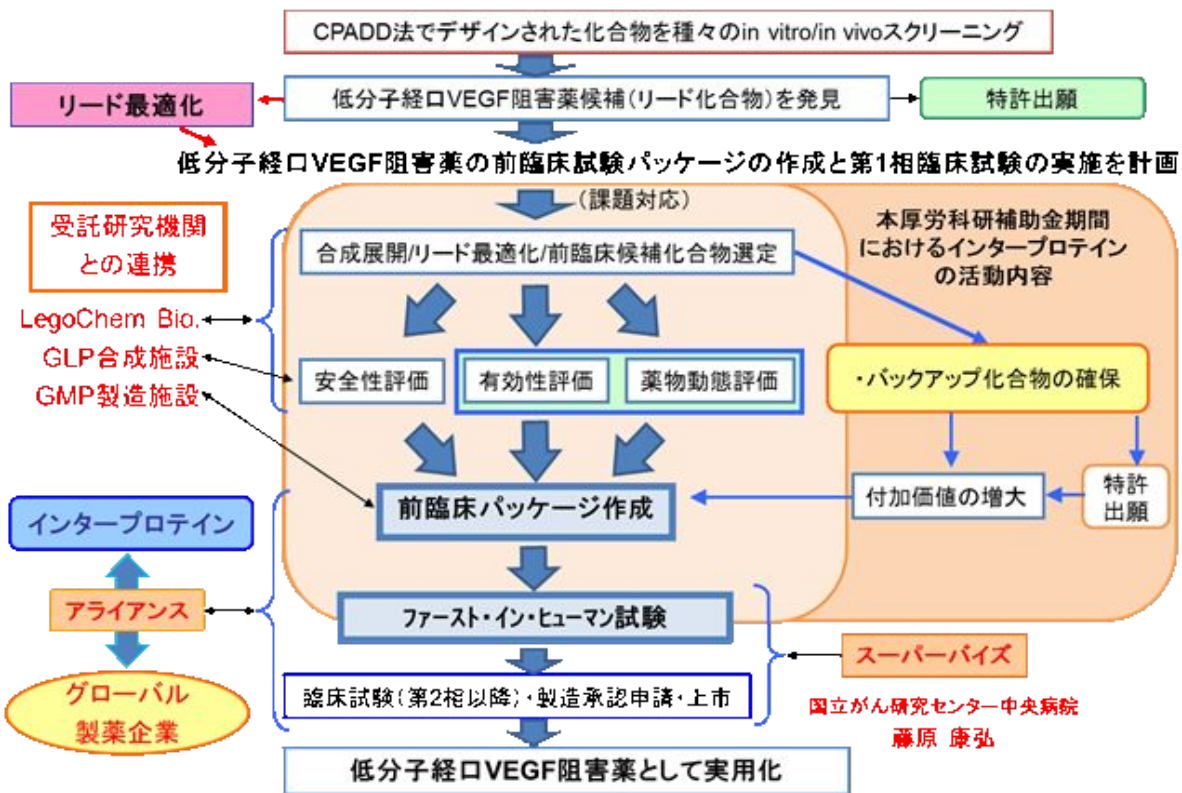 CPADD法でデザインされた化合物を種々のin vitro/in vivoスクリーニング
リード最適化
低分子経口VEGF阻害薬候補(リード化合物)を発見
特許出願
低分子経口VEGF阻害薬の前臨床試験パッケージの作成と第1相臨床試験の実施を計画
(課題対応)
受託研究機関
との連携
本厚労科研補助金期間
におけるインタープロテイン
の活動内容
合成展開/リード最適化/前臨床候補化合物選定
LegoChem Bio.
GLP合成施設
GMP製造施設
安全性評価
有効性評価
薬物動態評価
・バックアップ化合物の確保
前臨床パッケージ作成
付加価値の増大
特許
出願
インタープロテイン
アライアンス
グローバル
製薬企業
ファースト・イン・ヒューマン試験
スーパーバイズ
臨床試験(第2相以降)・製造承認申請・上市
国立がん研究センター中央病院
藤原 康弘
低分子経口VEGF阻害薬として実用化